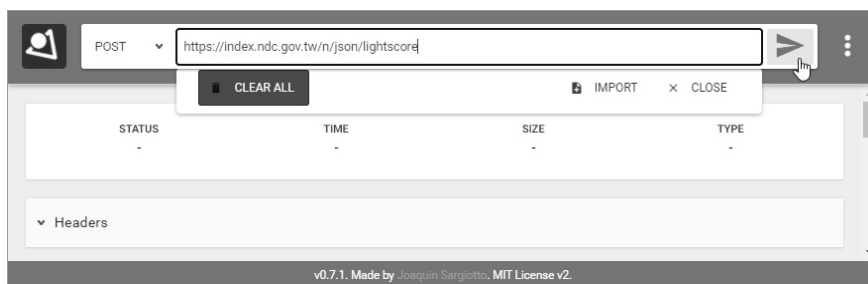 POST https://index.ndc.gov.tw/n/json/lightscore
CLEAR ALL IMPORT CLOSE
STATUS TIME SIZE TYPE
- - - -
Headers
v0.7.1. Made by Joaquin Sargiotto. MIT License v2.